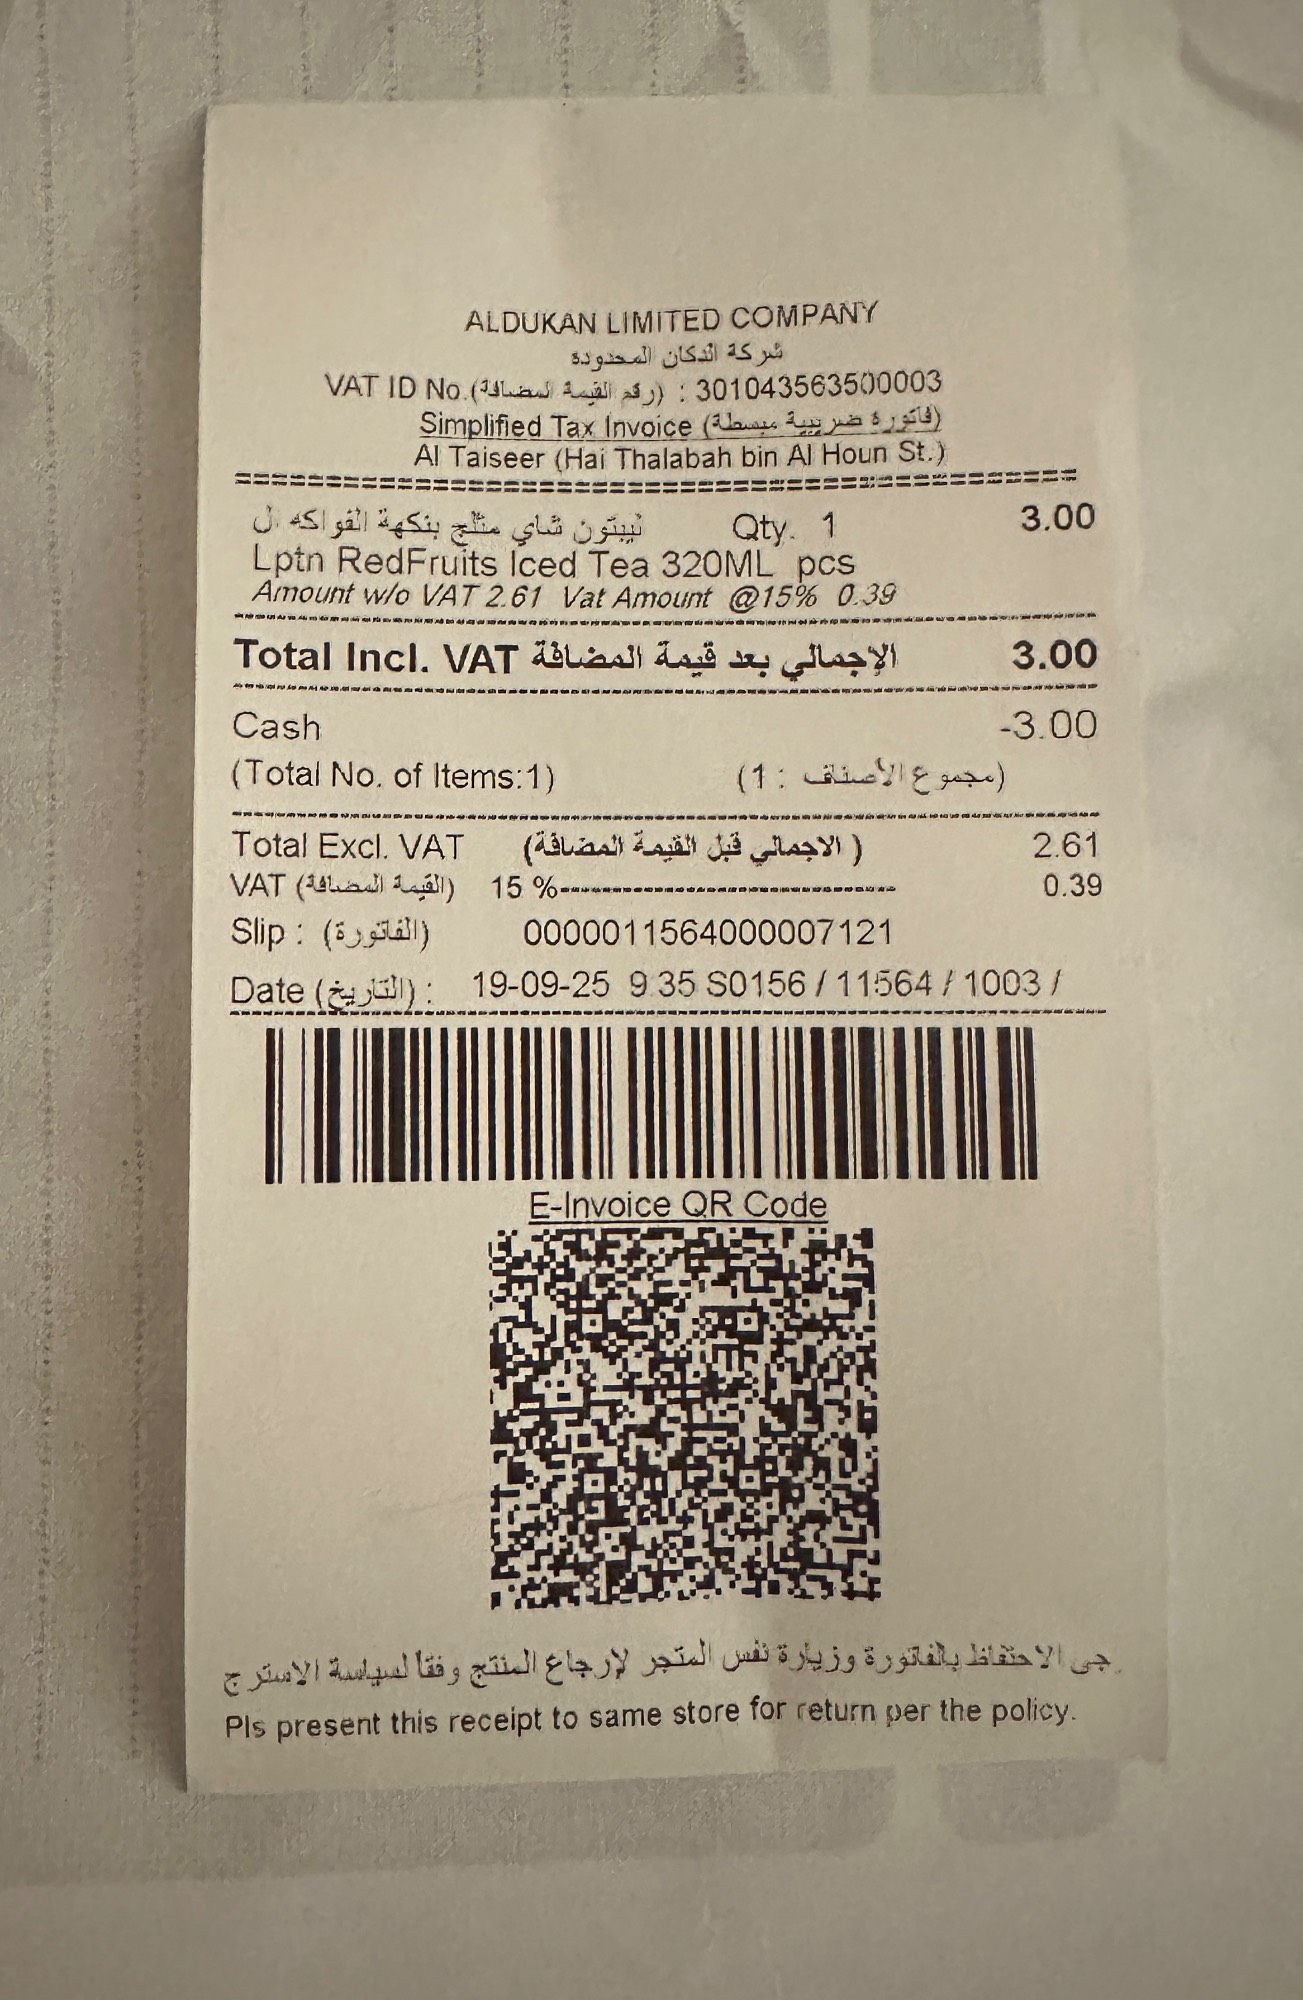 ALDUKAN LIMITED COMPANY
شركة الدكان المحدودة
VAT ID No.(رقم القيمة المضافة) : 301043563500003
Simplified Tax Invoice (فاتورة ضريبية مبسطة)
Al Taiseer (Hai Thalabah bin Al Houn St.)
ليبتون شاي مثلج بنكهة الفواكه ال Qty. 1 3.00
Lptn RedFruits Iced Tea 320ML pcs
Amount w/o VAT 2.61 Vat Amount @15% 0.39
Total Incl. VAT الإجمالي بعد قيمة المضافة 3.00
Cash -3.00
(Total No. of Items:1) (مجموع الأصناف : 1)
Total Excl. VAT (الاجمالي قبل القيمة المضافة ) 2.61
VAT (القيمة المضافة) 15 %------------------------------ 0.39
Slip : (الفاتورة) 0000011564000007121
Date (التاريخ) : 19-09-25 9:35 S0156 / 11564 / 1003 /
E-Invoice QR Code
جى الاحتفاظ بالفاتورة وزيارة نفس المتجر لإرجاع المنتج وفقا لسياسة الاسترج
Pls present this receipt to same store for return per the policy.